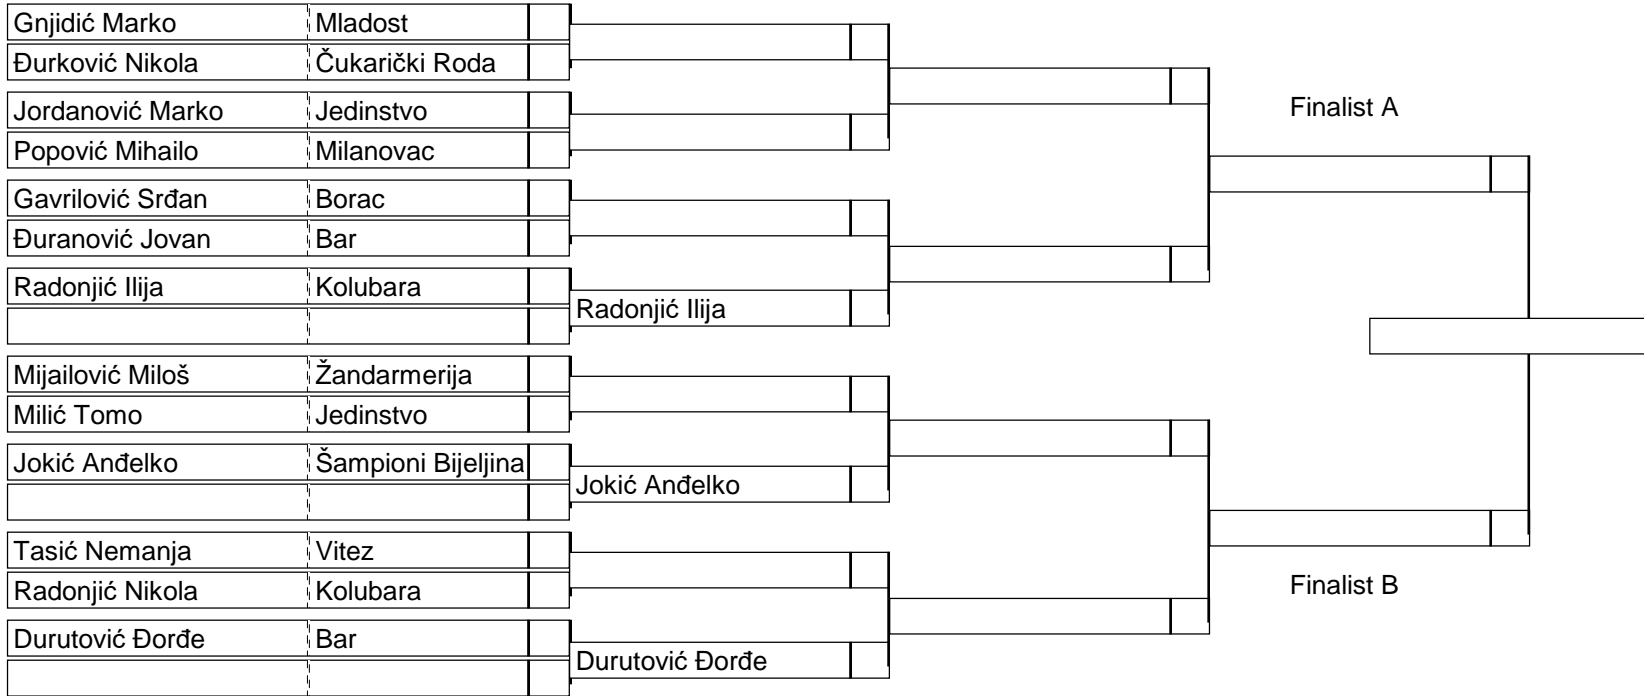 Gnjidić Marko Mladost
Đurković Nikola Čukarički Roda
Jordanović Marko Jedinstvo
Finalist A
Popović Mihailo Milanovac
Gavrilović Srđan Borac
Đuranović Jovan Bar
Radonjić Ilija Kolubara
Radonjić Ilija
Mijailović Miloš Žandarmerija
Milić Tomo Jedinstvo
Jokić Anđelko Šampioni Bijeljina
Jokić Anđelko
Tasić Nemanja Vitez
Radonjić Nikola Kolubara
Finalist B
Durutović Đorđe Bar
Durutović Đorđe